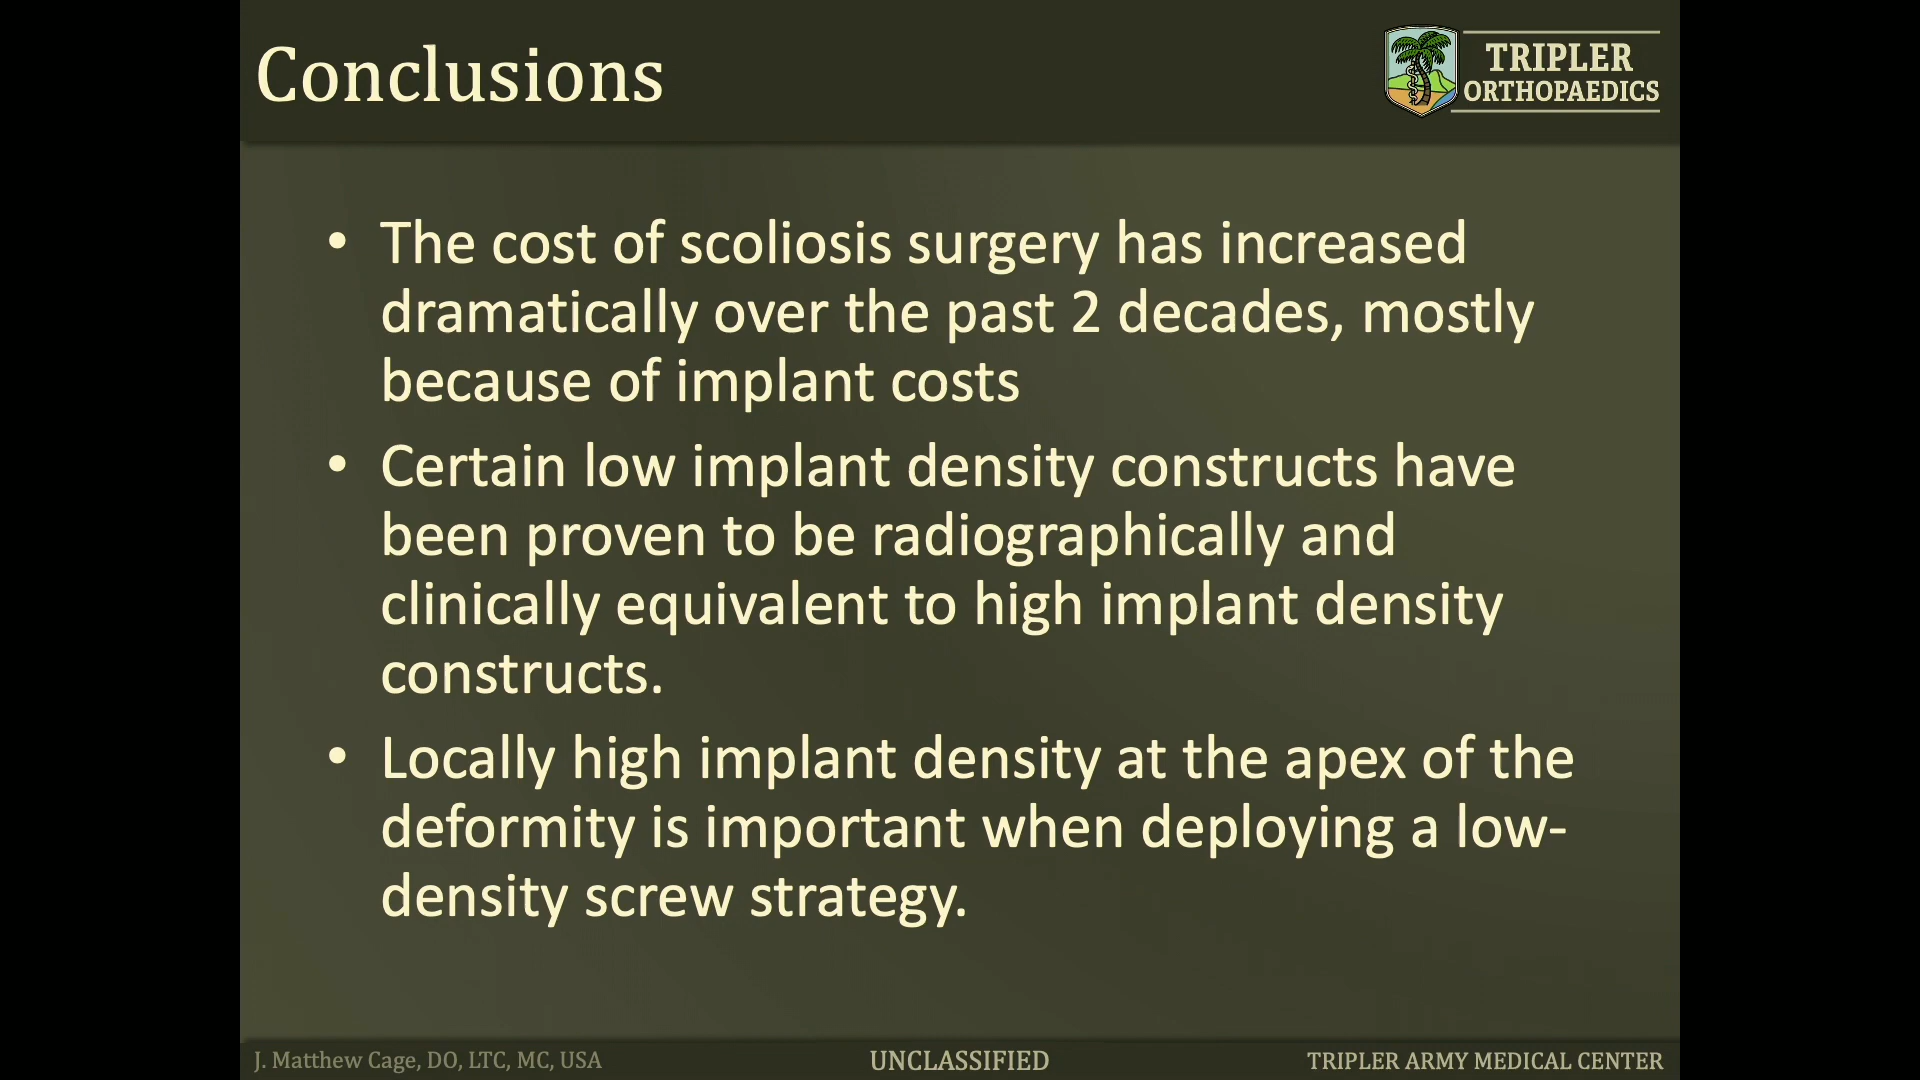 Conclusions
TRIPLER
ORTHOPAEDICS
• The cost of scoliosis surgery has increased
dramatically over the past 2 decades, mostly
because of implant costs
• Certain low implant density constructs have
been proven to be radiographically and
clinically equivalent to high implant density
constructs.
• Locally high implant density at the apex of the
deformity is important when deploying a low-
density screw strategy.
J. Matthew Cage, DO, LTC, MC, USA
UNCLASSIFIED
TRIPLER ARMY MEDICAL CENTER